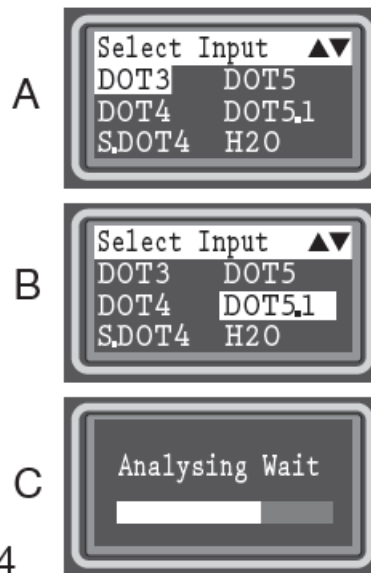 A
Select Input ▲▼
DOT3 DOT5
DOT4 DOT5.1
S.DOT4 H2O
B
Select Input ▲▼
DOT3 DOT5
DOT4 DOT5.1
S.DOT4 H2O
C
Analysing Wait
4